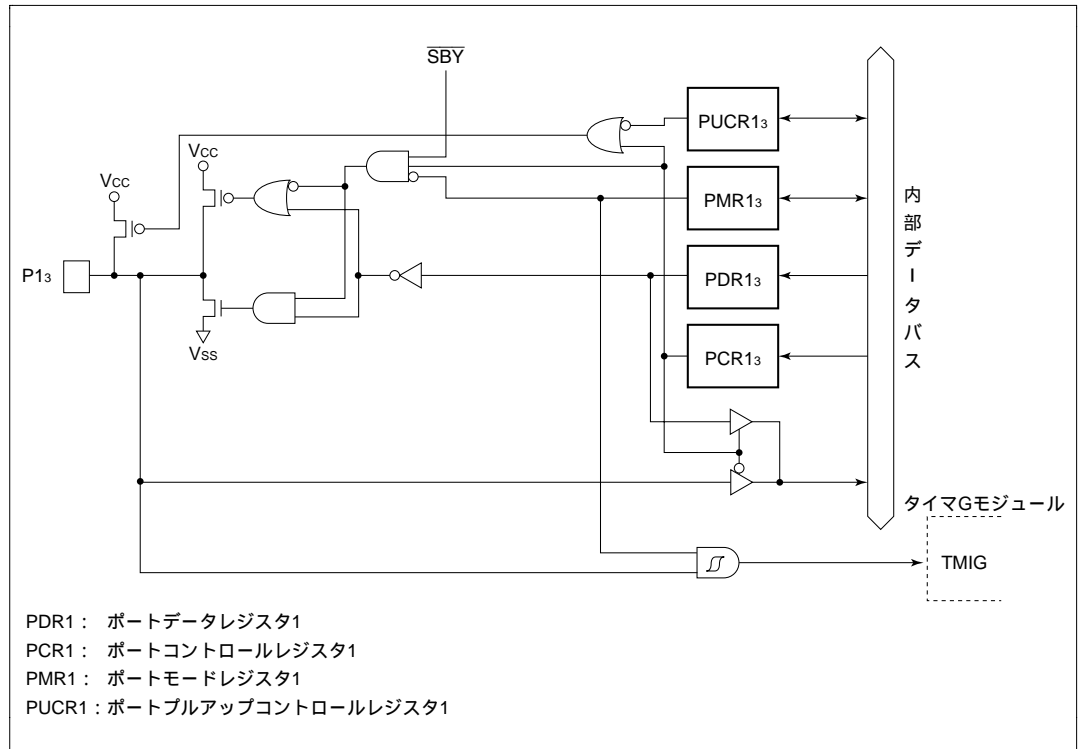 SBY
PUCR1₃
Vcc
Vcc
PMR1₃
内部データバス
P1₃
PDR1₃
Vss
PCR1₃
タイマGモジュール
TMIG
PDR1： ポートデータレジスタ1
PCR1： ポートコントロールレジスタ1
PMR1： ポートモードレジスタ1
PUCR1：ポートプルアップコントロールレジスタ1